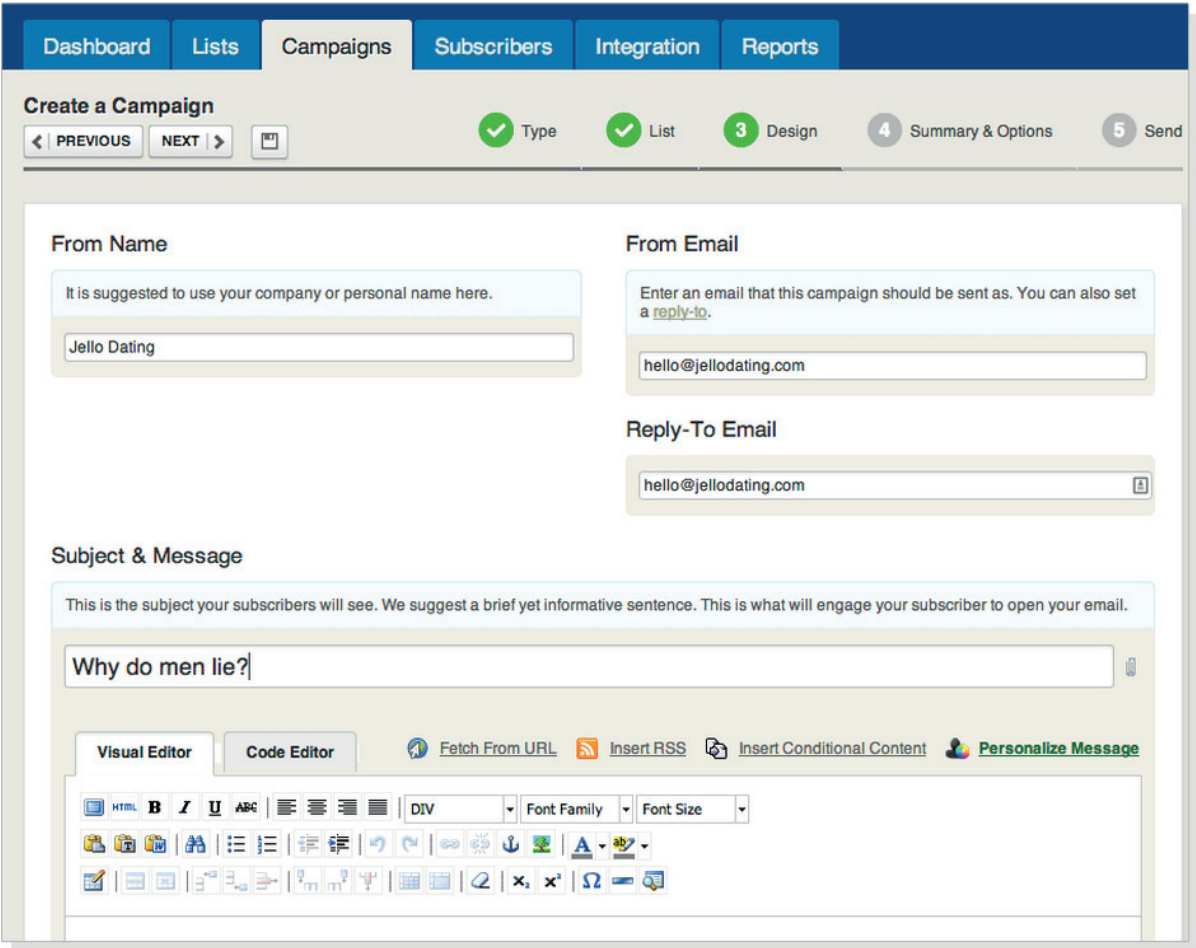 Dashboard Lists Campaigns Subscribers Integration Reports
Create a Campaign
PREVIOUS NEXT
Type List 3 Design 4 Summary & Options 5 Send
From Name
It is suggested to use your company or personal name here.
Jello Dating
From Email
Enter an email that this campaign should be sent as. You can also set
a reply-to.
hello@jellodating.com
Reply-To Email
hello@jellodating.com
Subject & Message
This is the subject your subscribers will see. We suggest a brief yet informative sentence. This is what will engage your subscriber to open your email.
Why do men lie?
Visual Editor Code Editor Fetch From URL Insert RSS Insert Conditional Content Personalize Message
HTML B I U ABC DIV Font Family Font Size
A ab
x₂ x² Ω